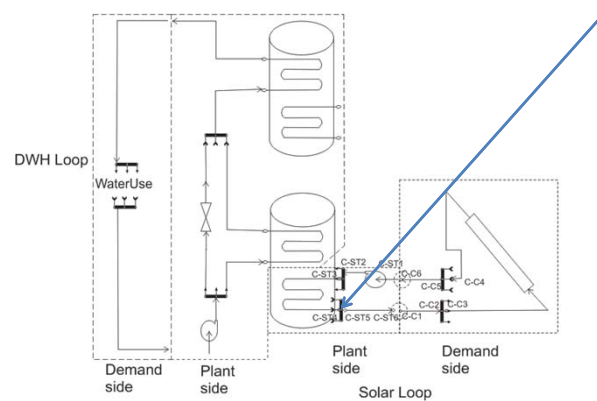 DWH Loop
WaterUse
C-ST2
C-ST1
C-ST3
C-C6
C-C5
C-C4
C-ST4
C-ST5
C-ST6
C-C1
C-C2
C-C3
Demand
side
Plant
side
Plant
side
Demand
side
Solar Loop